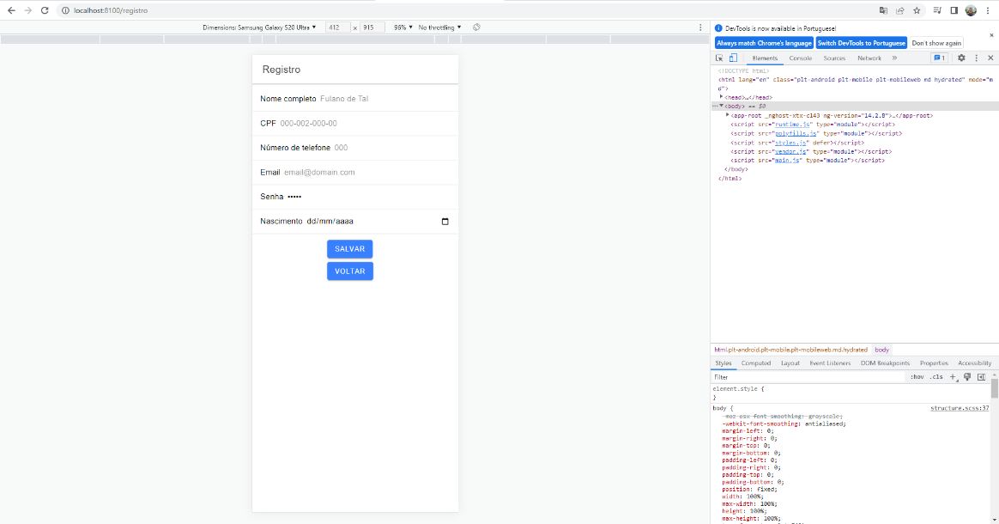 localhost:8100/registro
Dimensions: Samsung Galaxy S20 Ultra ▼ 412 × 915 96% ▼ No throttling ▼
DevTools is now available in Portuguese!
Always match Chrome's language Switch DevTools to Portuguese Don't show again
Elements Console Sources Network » 1
<!DOCTYPE html>
<html lang="en" class="plt-android plt-mobile plt-mobileweb md hydrated" mode="m
d">
<head>…</head>
<body> == $0
<app-root _nghost-xtx-c143 ng-version="14.2.8">…</app-root>
<script src="runtime.js" type="module"></script>
<script src="polyfills.js" type="module"></script>
<script src="styles.js" defer></script>
<script src="vendor.js" type="module"></script>
<script src="main.js" type="module"></script>
</body>
</html>
Registro
Nome completo Fulano de Tal
CPF 000-002-000-00
Número de telefone 000
Email email@domain.com
Senha •••••
Nascimento dd/mm/aaaa
SALVAR
VOLTAR
html.plt-android.plt-mobile.plt-mobileweb.md.hydrated body
Styles Computed Layout Event Listeners DOM Breakpoints Properties Accessibility
Filter :hov .cls +
element.style {
}
body { structure.scss:37
-moz-osx-font-smoothing: grayscale;
-webkit-font-smoothing: antialiased;
margin-left: 0;
margin-right: 0;
margin-top: 0;
margin-bottom: 0;
padding-left: 0;
padding-right: 0;
padding-top: 0;
padding-bottom: 0;
position: fixed;
width: 100%;
max-width: 100%;
height: 100%;
max-height: 100%;